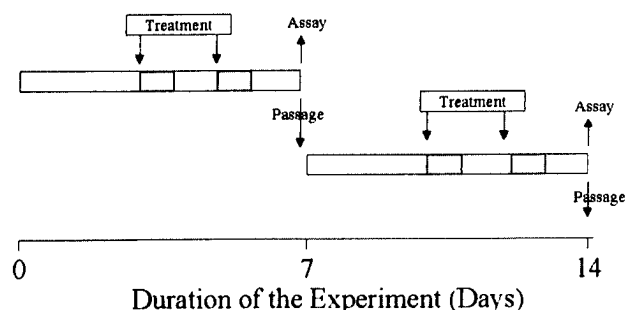 Treatment
Assay
Passage
Treatment
Assay
Passage
0 7 14
Duration of the Experiment (Days)